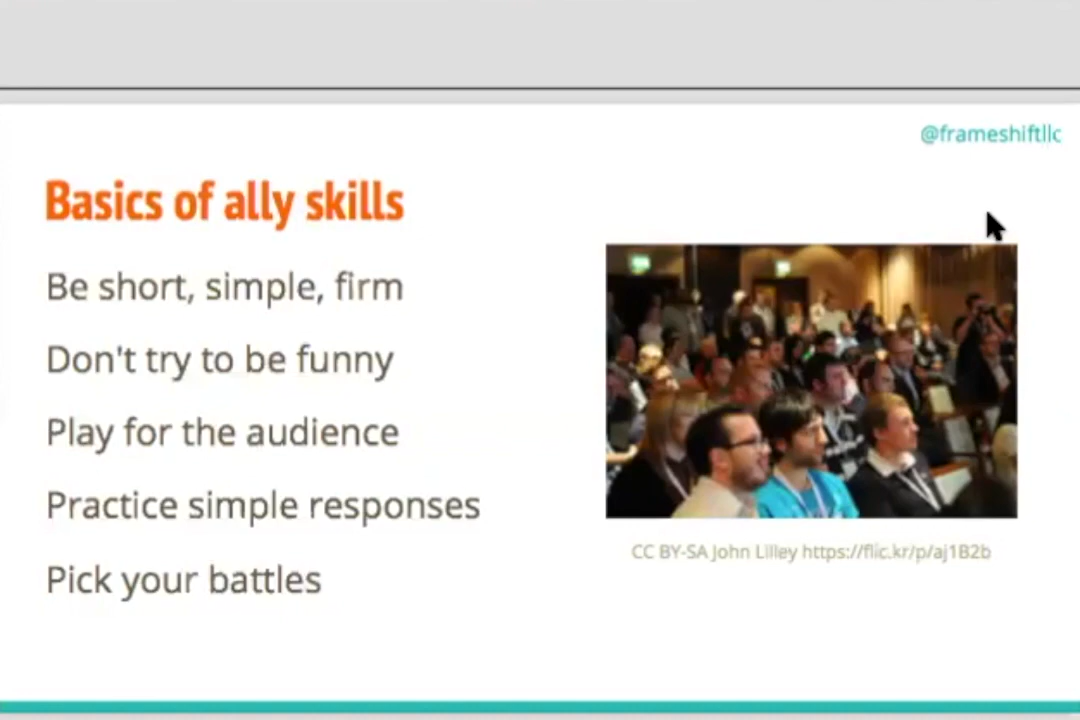 @frameshiftllc
Basics of ally skills
Be short, simple, firm
Don't try to be funny
Play for the audience
Practice simple responses
Pick your battles
CC BY-SA John Lilley https://flic.kr/p/aj1B2b